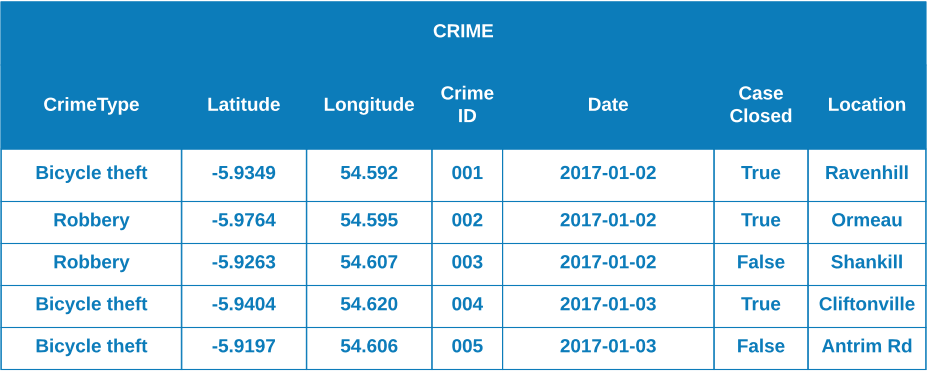 CRIME
CrimeType Latitude Longitude Crime ID Date Case Closed Location
Bicycle theft -5.9349 54.592 001 2017-01-02 True Ravenhill
Robbery -5.9764 54.595 002 2017-01-02 True Ormeau
Robbery -5.9263 54.607 003 2017-01-02 False Shankill
Bicycle theft -5.9404 54.620 004 2017-01-03 True Cliftonville
Bicycle theft -5.9197 54.606 005 2017-01-03 False Antrim Rd